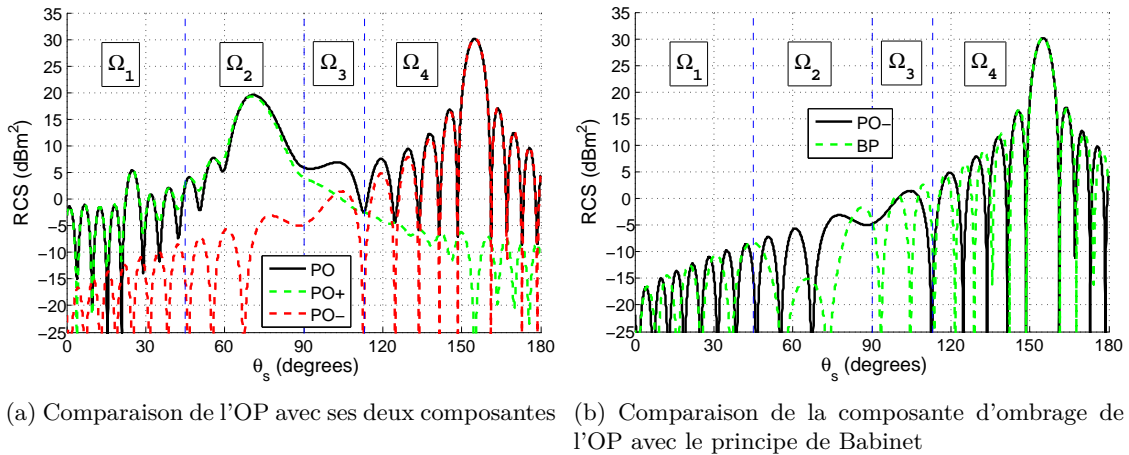 35
30
25
20
15
10
5
0
−5
−10
−15
−20
−25
RCS (dBm²)
Ω₁
Ω₂
Ω₃
Ω₄
PO
PO+
PO−
0 30 60 90 120 150 180
θₛ (degrees)
(a) Comparaison de l'OP avec ses deux composantes
35
30
25
20
15
10
5
0
−5
−10
−15
−20
−25
RCS (dBm²)
Ω₁
Ω₂
Ω₃
Ω₄
PO−
BP
0 30 60 90 120 150 180
θₛ (degrees)
(b) Comparaison de la composante d'ombrage de
l'OP avec le principe de Babinet